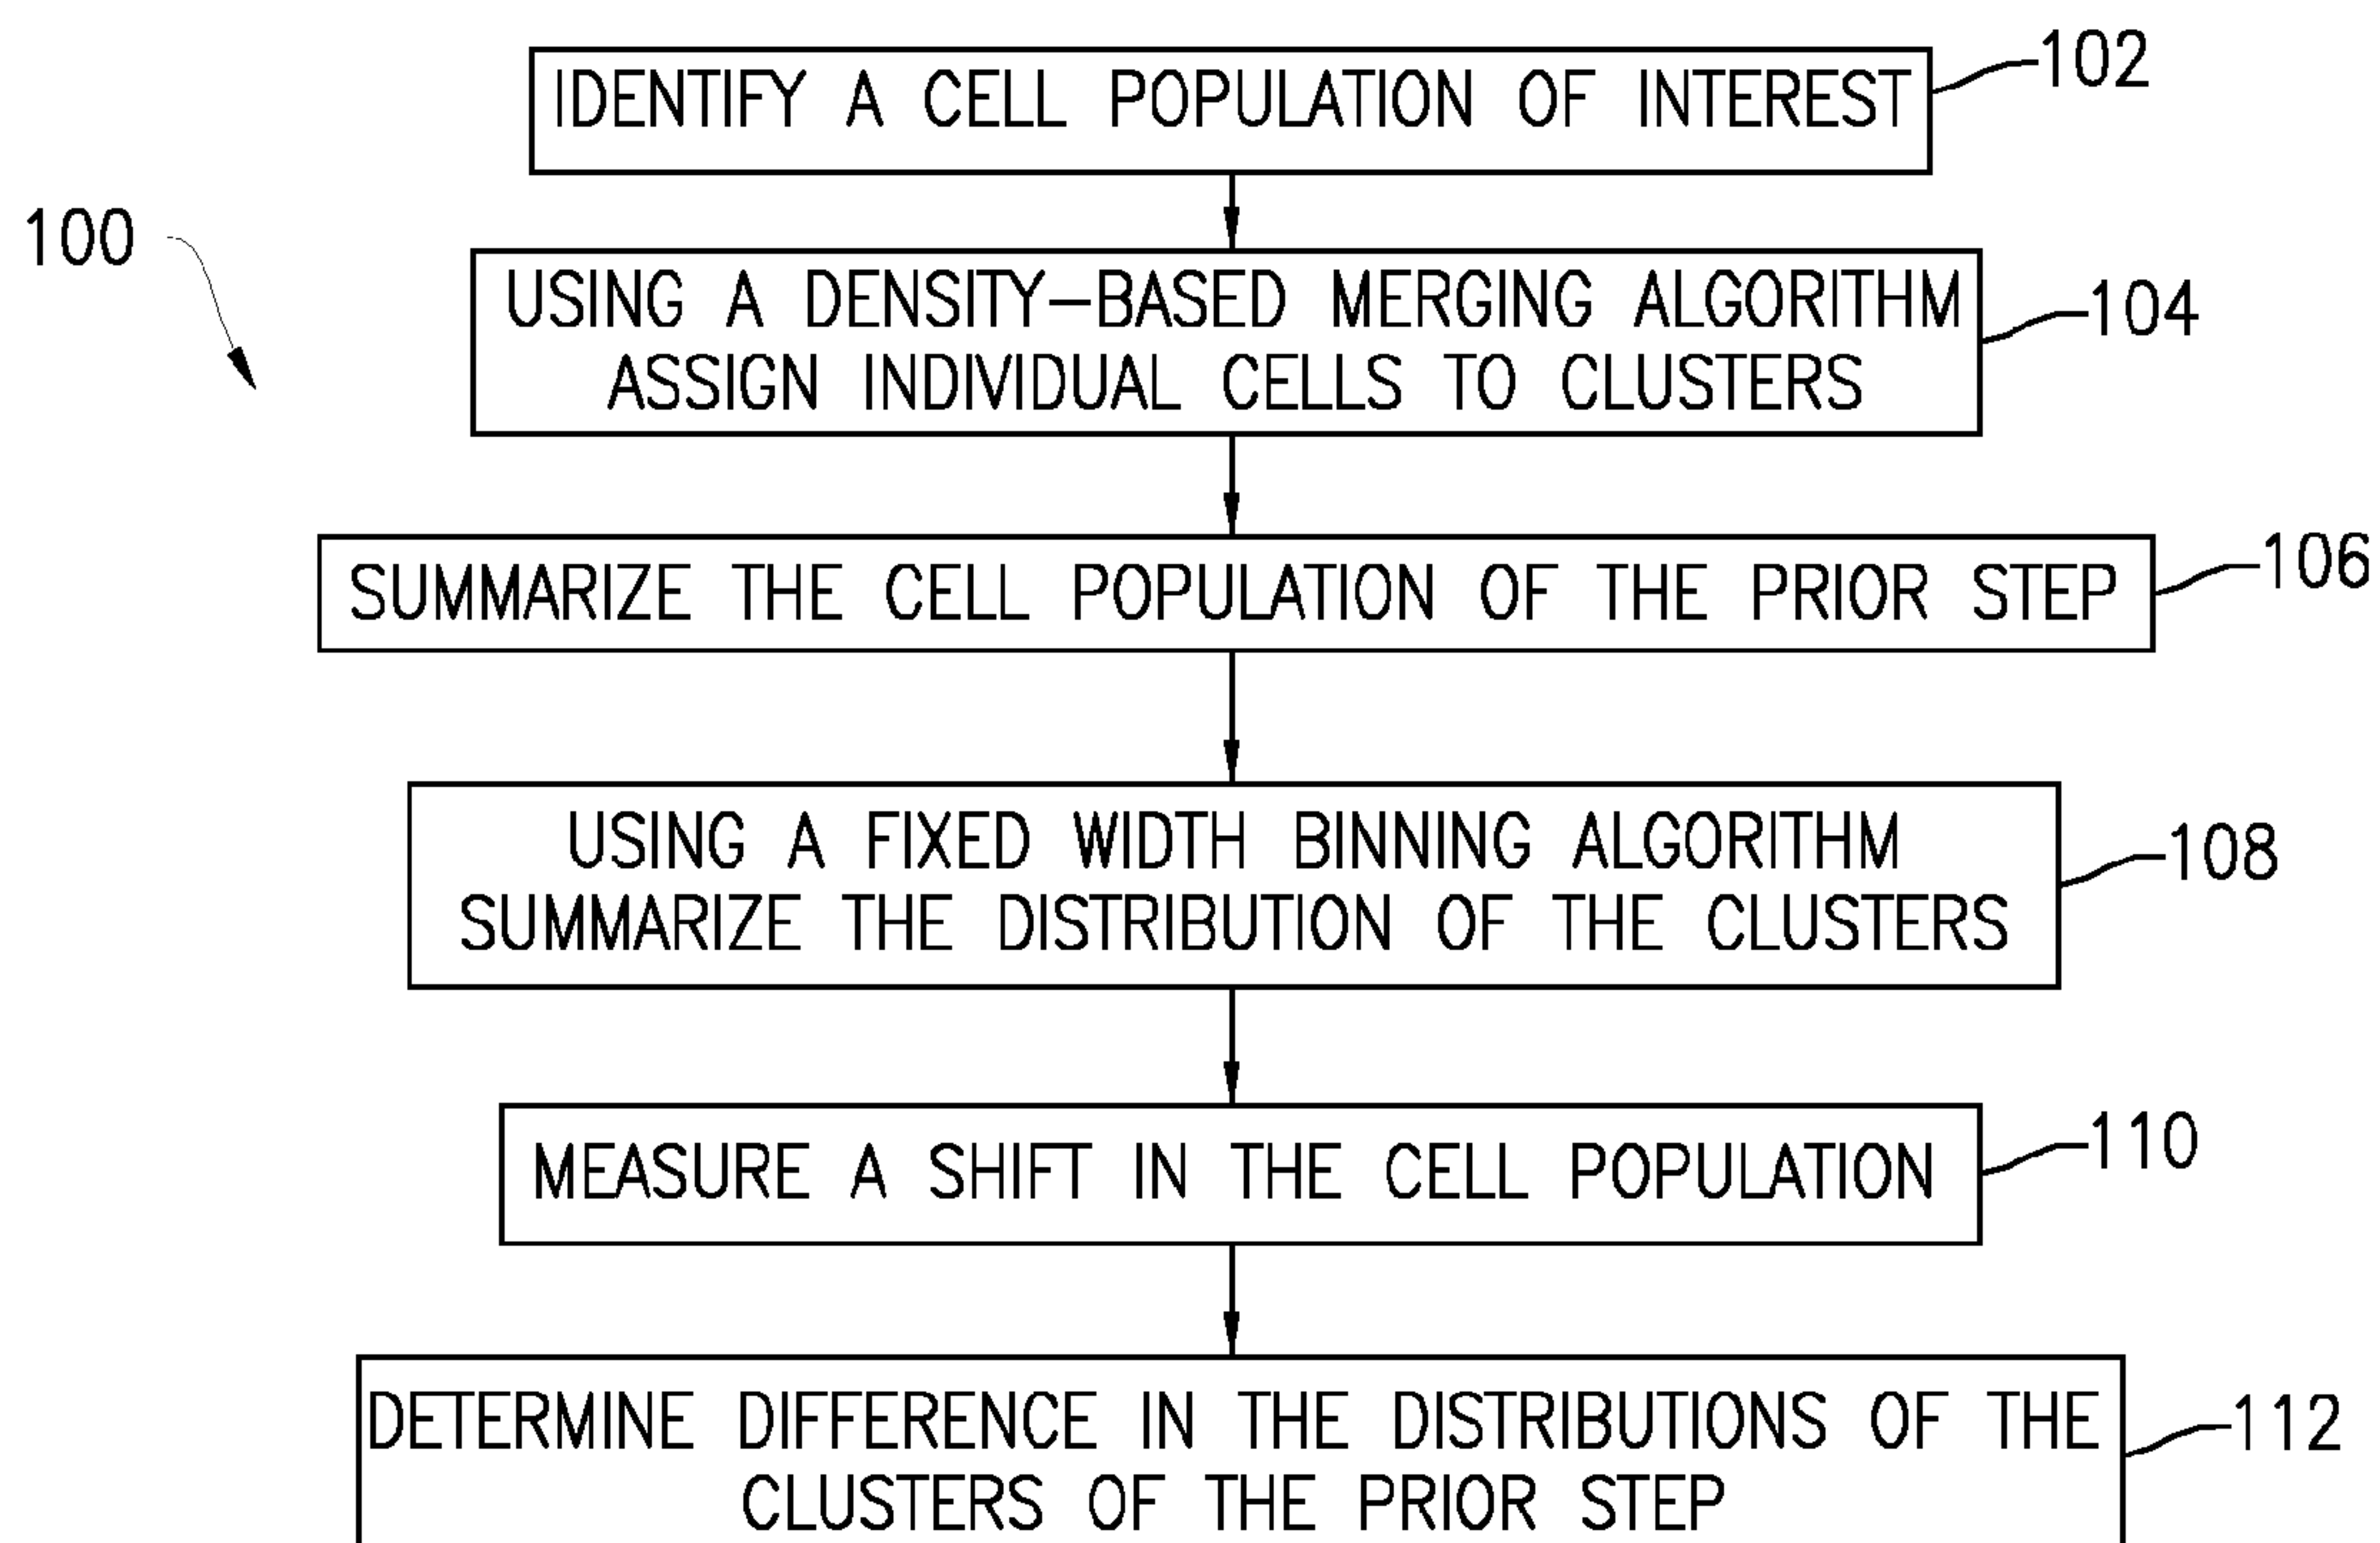 IDENTIFY A CELL POPULATION OF INTEREST
102
100
USING A DENSITY—BASED MERGING ALGORITHM
ASSIGN INDIVIDUAL CELLS TO CLUSTERS
104
SUMMARIZE THE CELL POPULATION OF THE PRIOR STEP
106
USING A FIXED WIDTH BINNING ALGORITHM
SUMMARIZE THE DISTRIBUTION OF THE CLUSTERS
108
MEASURE A SHIFT IN THE CELL POPULATION
110
DETERMINE DIFFERENCE IN THE DISTRIBUTIONS OF THE
CLUSTERS OF THE PRIOR STEP
112